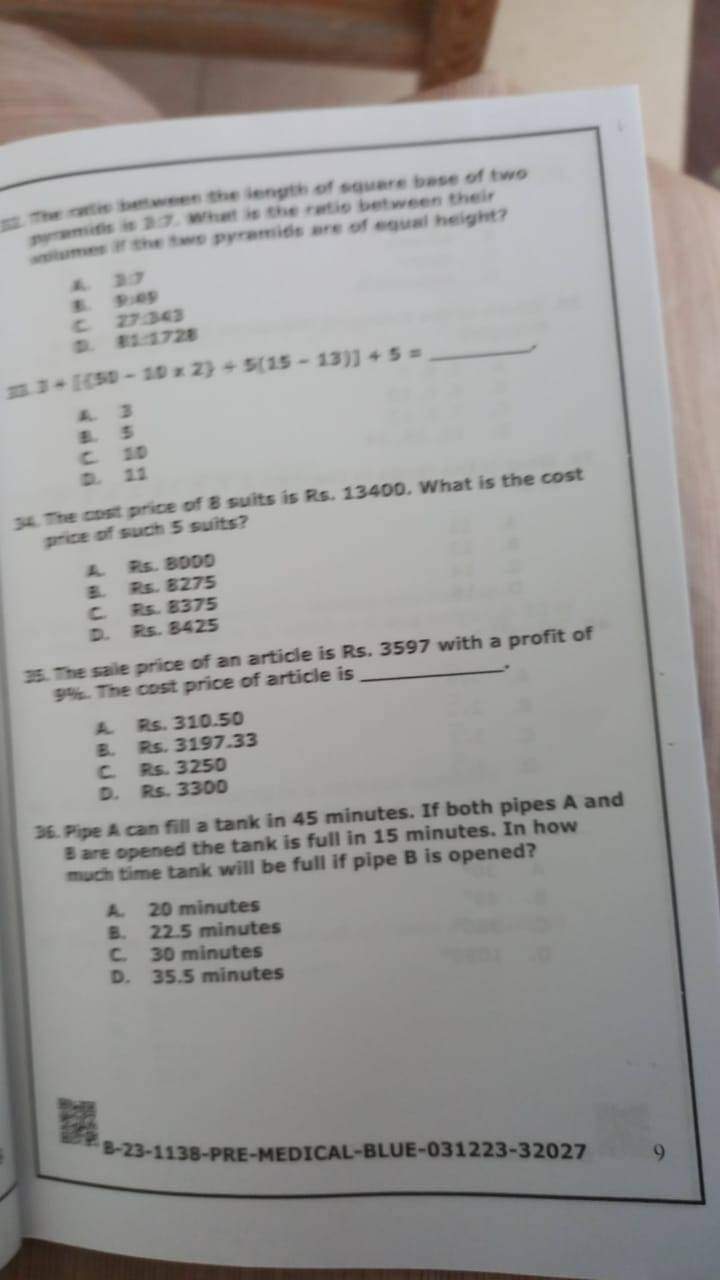 32. The ratio between the length of square base of two
pyramids is 3:7. What is the ratio between their
volumes if the two pyramids are of equal height?
A. 3:7
B. 9:49
C. 27:343
D. 81:1728
33. 3 + [{50 - 10 x 2} ÷ 5(15 - 13)] + 5 = ________.
A. 3
B. 5
C. 10
D. 11
34. The cost price of 8 suits is Rs. 13400. What is the cost
price of such 5 suits?
A. Rs. 8000
B. Rs. 8275
C. Rs. 8375
D. Rs. 8425
35. The sale price of an article is Rs. 3597 with a profit of
9%. The cost price of article is ____________.
A. Rs. 310.50
B. Rs. 3197.33
C. Rs. 3250
D. Rs. 3300
36. Pipe A can fill a tank in 45 minutes. If both pipes A and
B are opened the tank is full in 15 minutes. In how
much time tank will be full if pipe B is opened?
A. 20 minutes
B. 22.5 minutes
C. 30 minutes
D. 35.5 minutes
B-23-1138-PRE-MEDICAL-BLUE-031223-32027
9